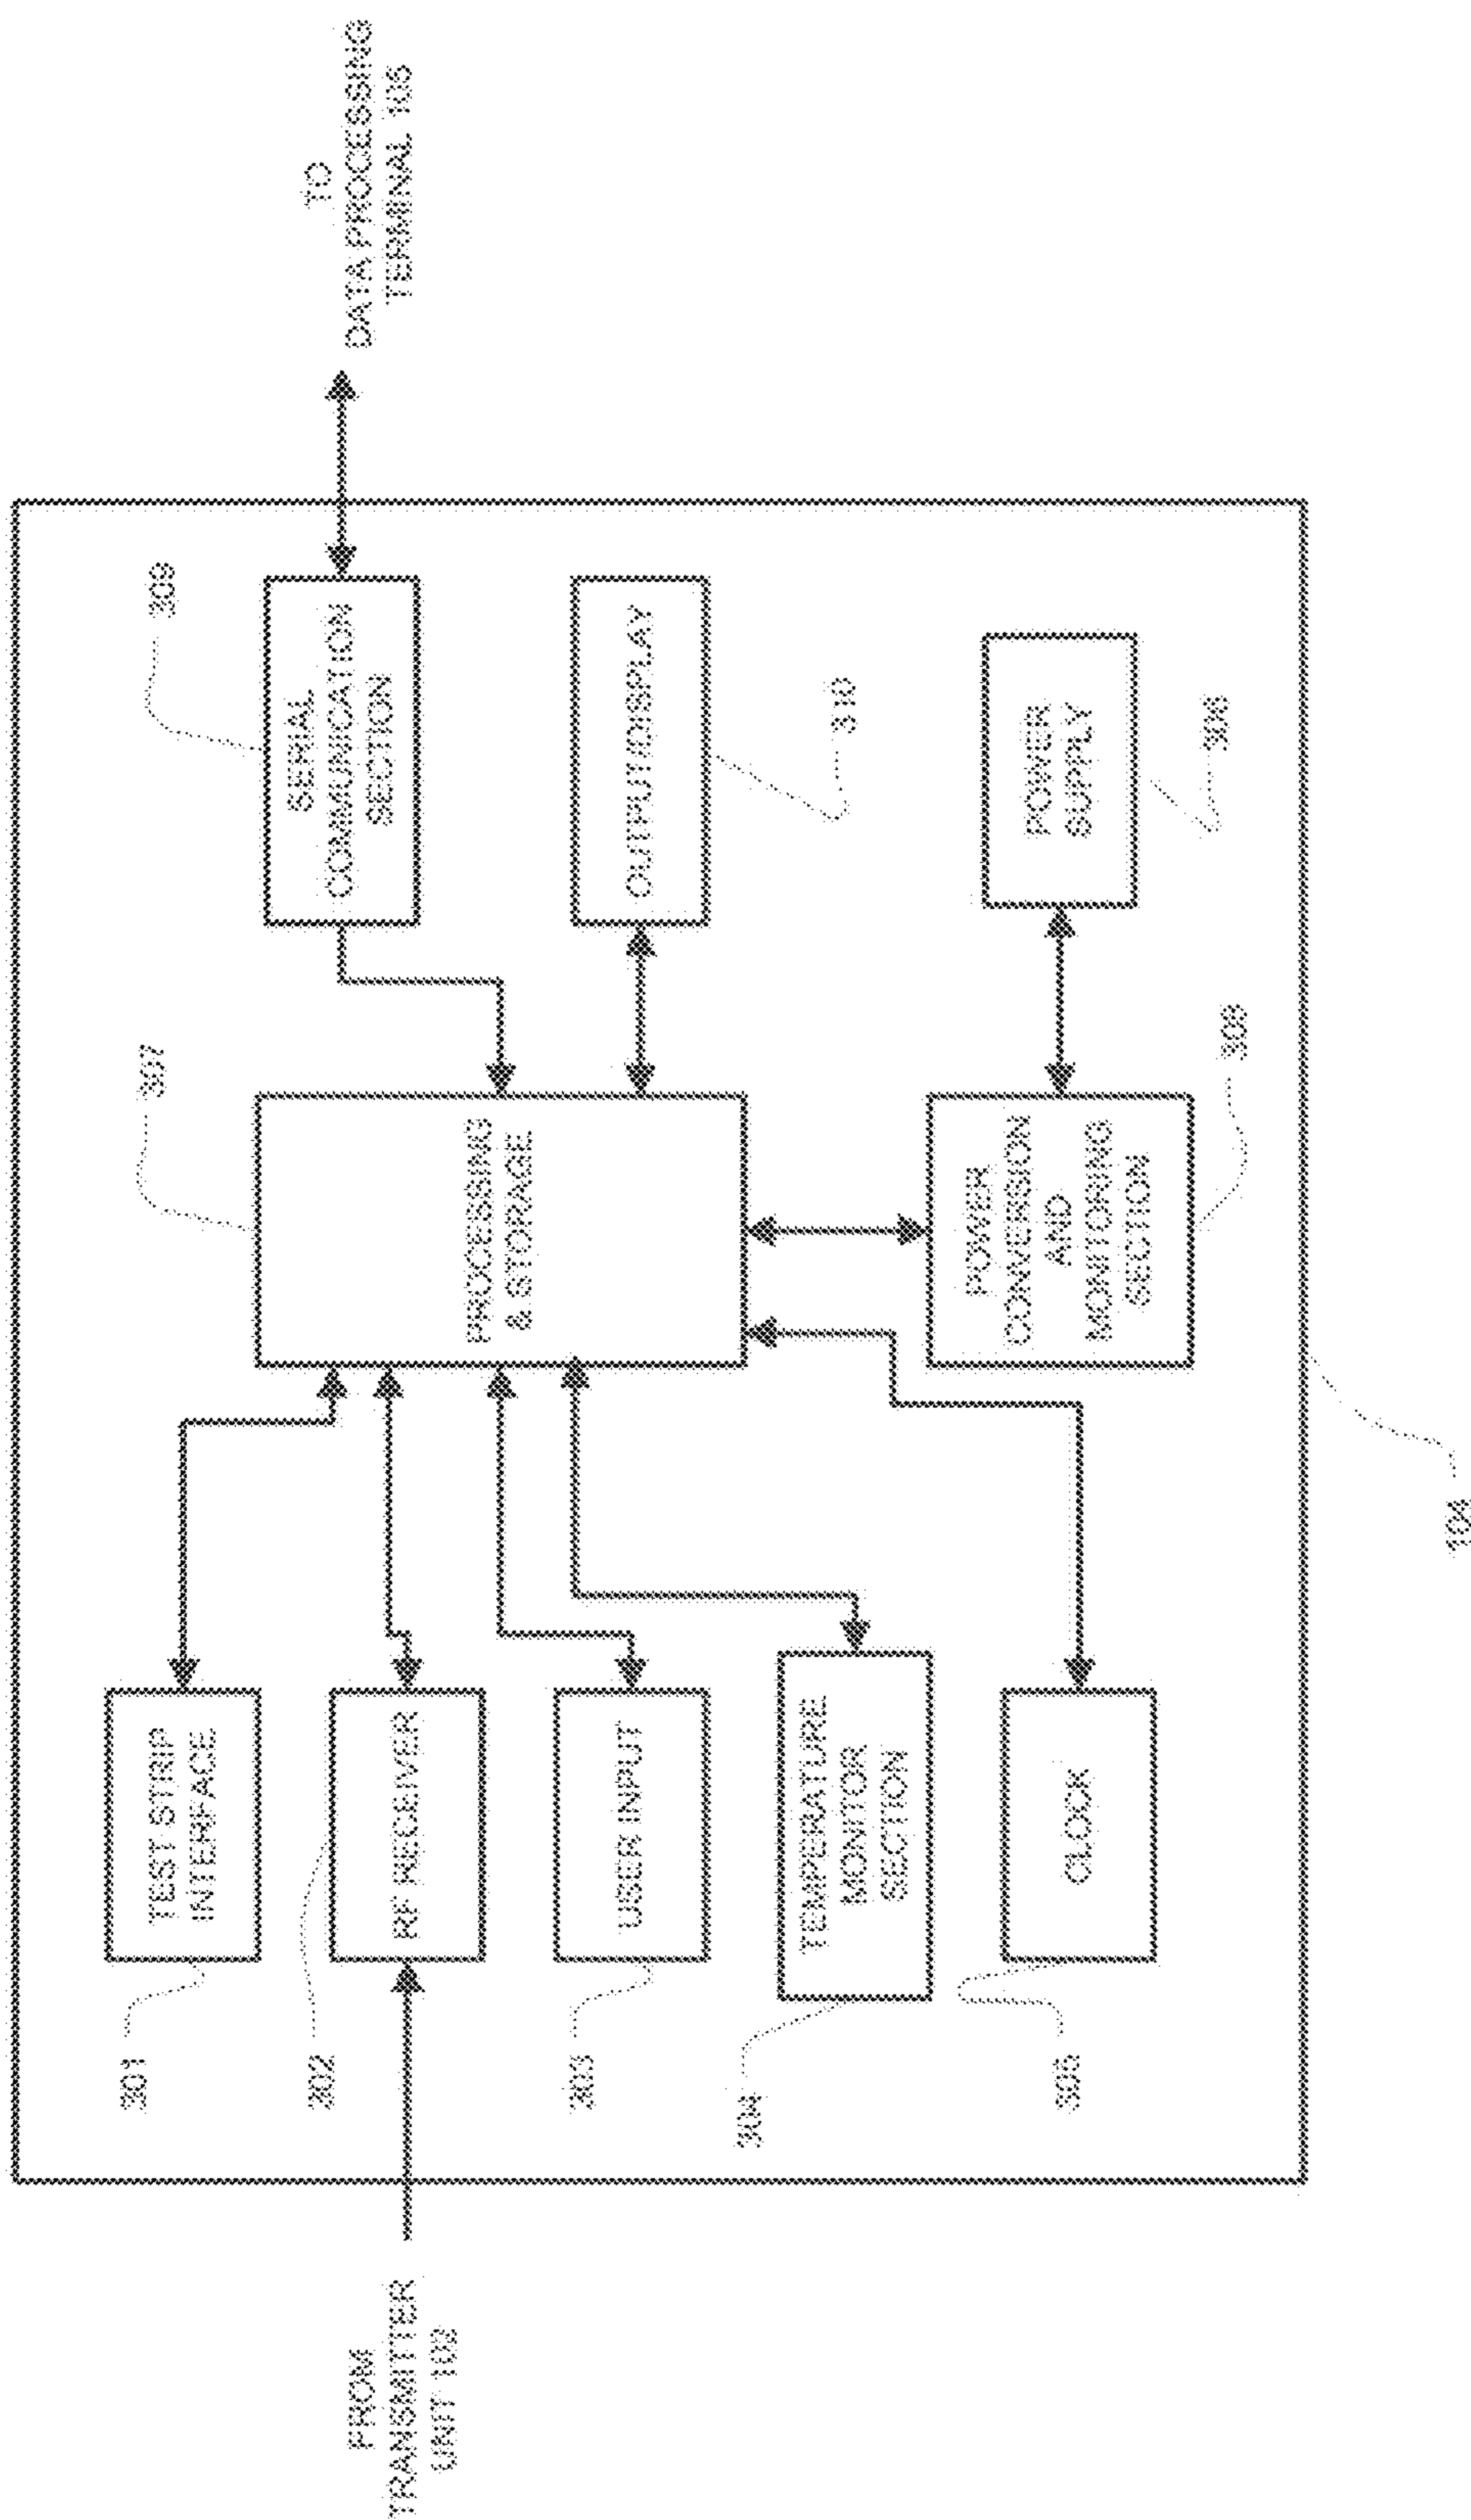 301
TEST STRIP
INTERFACE
307
309
SERIAL
COMMUNICATION
SECTION
TO
DATA PROCESSING
TERMINAL 105
FROM
TRANSMITTER
UNIT 102
302
RF RECEIVER
PROCESSING
& STORAGE
303
USER INPUT
OUTPUT/DISPLAY
310
304
TEMPERATURE
MONITOR
SECTION
305
CLOCK
POWER
CONVERSION
AND
MONITORING
SECTION
308
POWER
SUPPLY
306
104